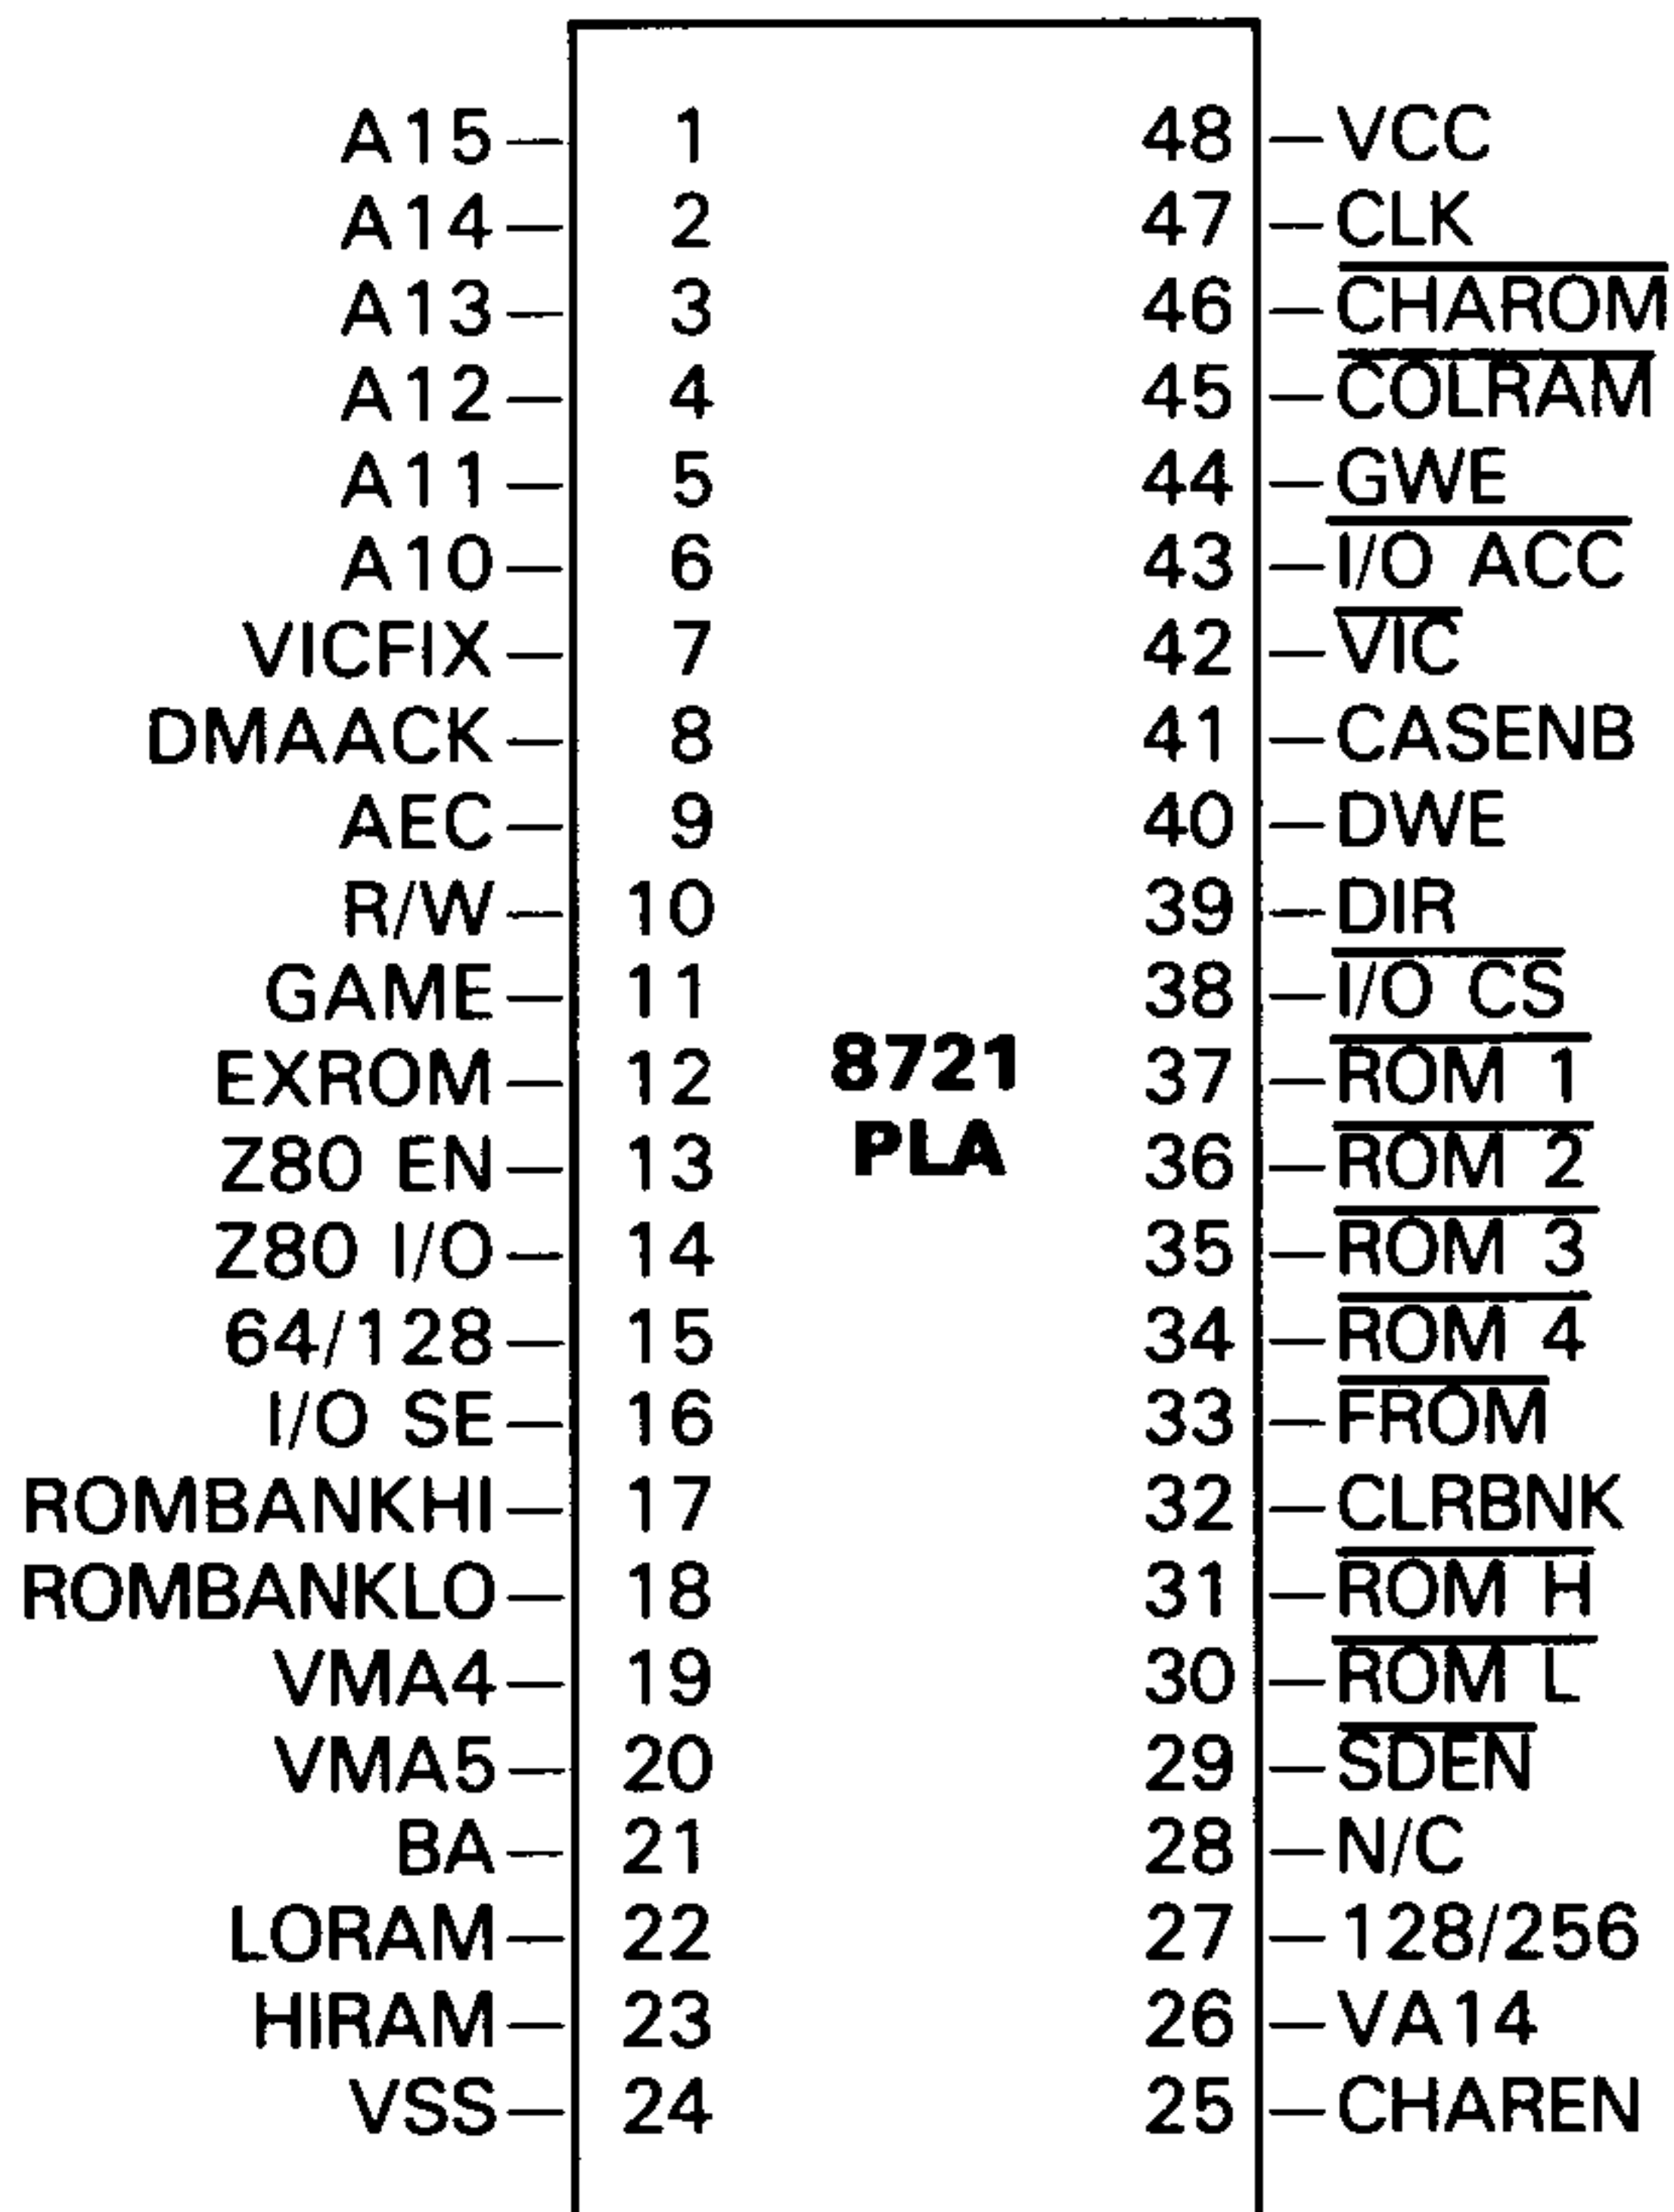 A15 1 48 VCC
A14 2 47 CLK
A13 3 46 CHAROM
A12 4 45 COLRAM
A11 5 44 GWE
A10 6 43 I/O ACC
VICFIX 7 42 VIC
DMAACK 8 41 CASENB
AEC 9 40 DWE
R/W 10 39 DIR
GAME 11 38 I/O CS
EXROM 12 8721 37 ROM 1
Z80 EN 13 PLA 36 ROM 2
Z80 I/O 14 35 ROM 3
64/128 15 34 ROM 4
I/O SE 16 33 FROM
ROMBANKHI 17 32 CLRBNK
ROMBANKLO 18 31 ROM H
VMA4 19 30 ROM L
VMA5 20 29 SDEN
BA 21 28 N/C
LORAM 22 27 128/256
HIRAM 23 26 VA14
VSS 24 25 CHAREN